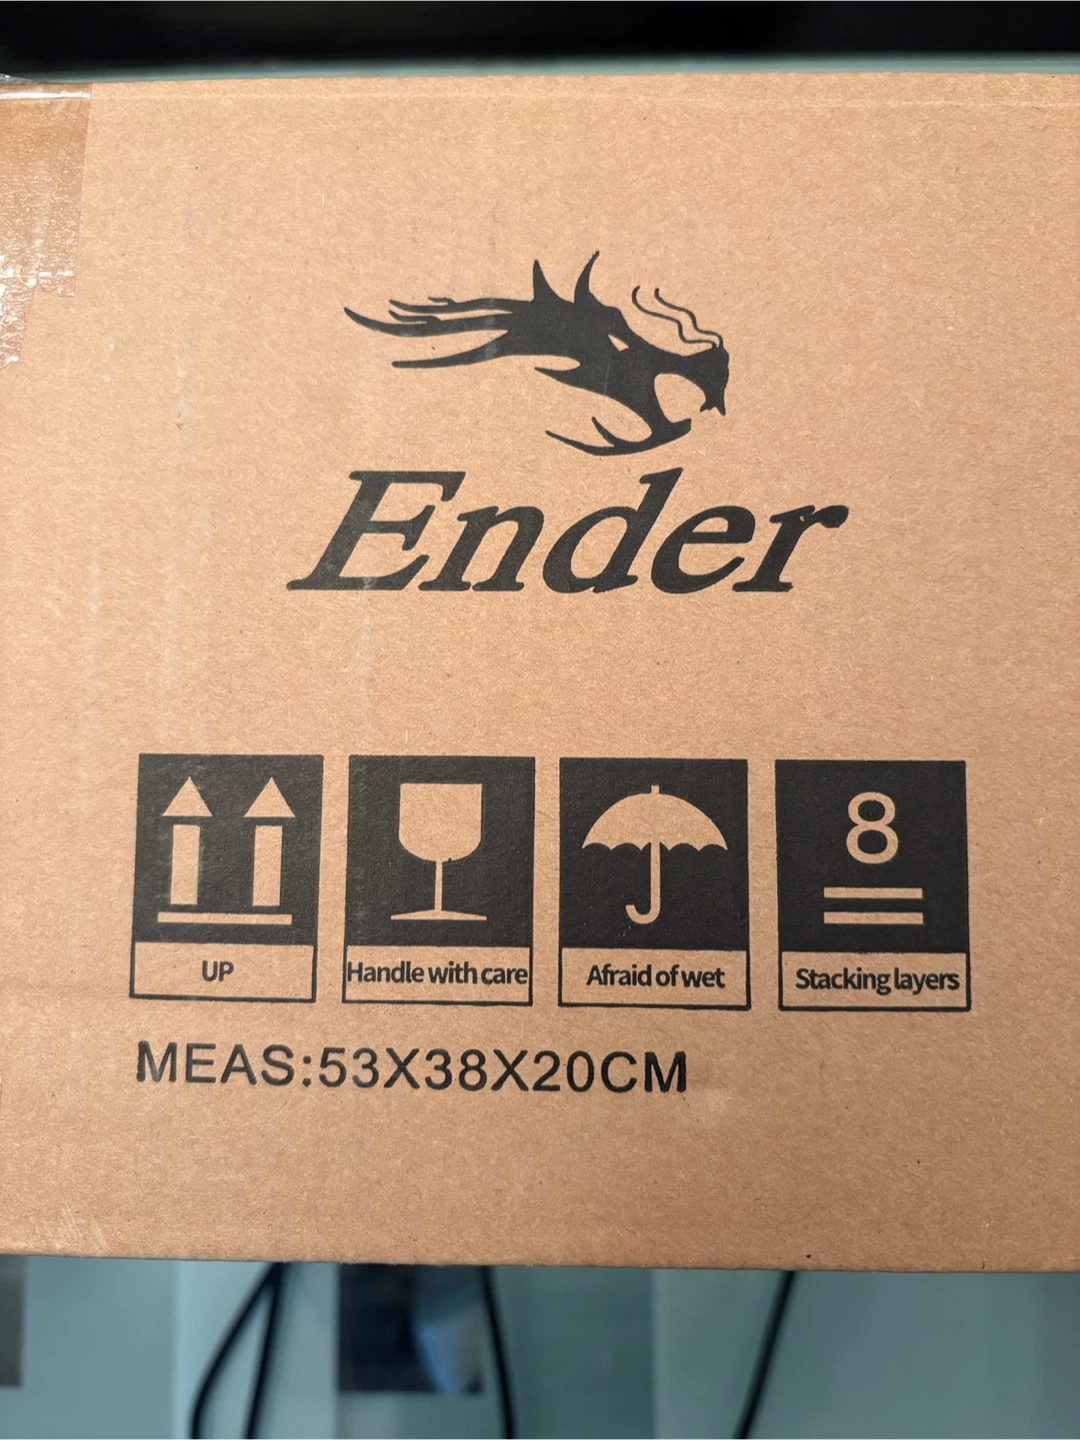 Ender
8
UP
Handle with care
Afraid of wet
Stacking layers
MEAS:53X38X20CM